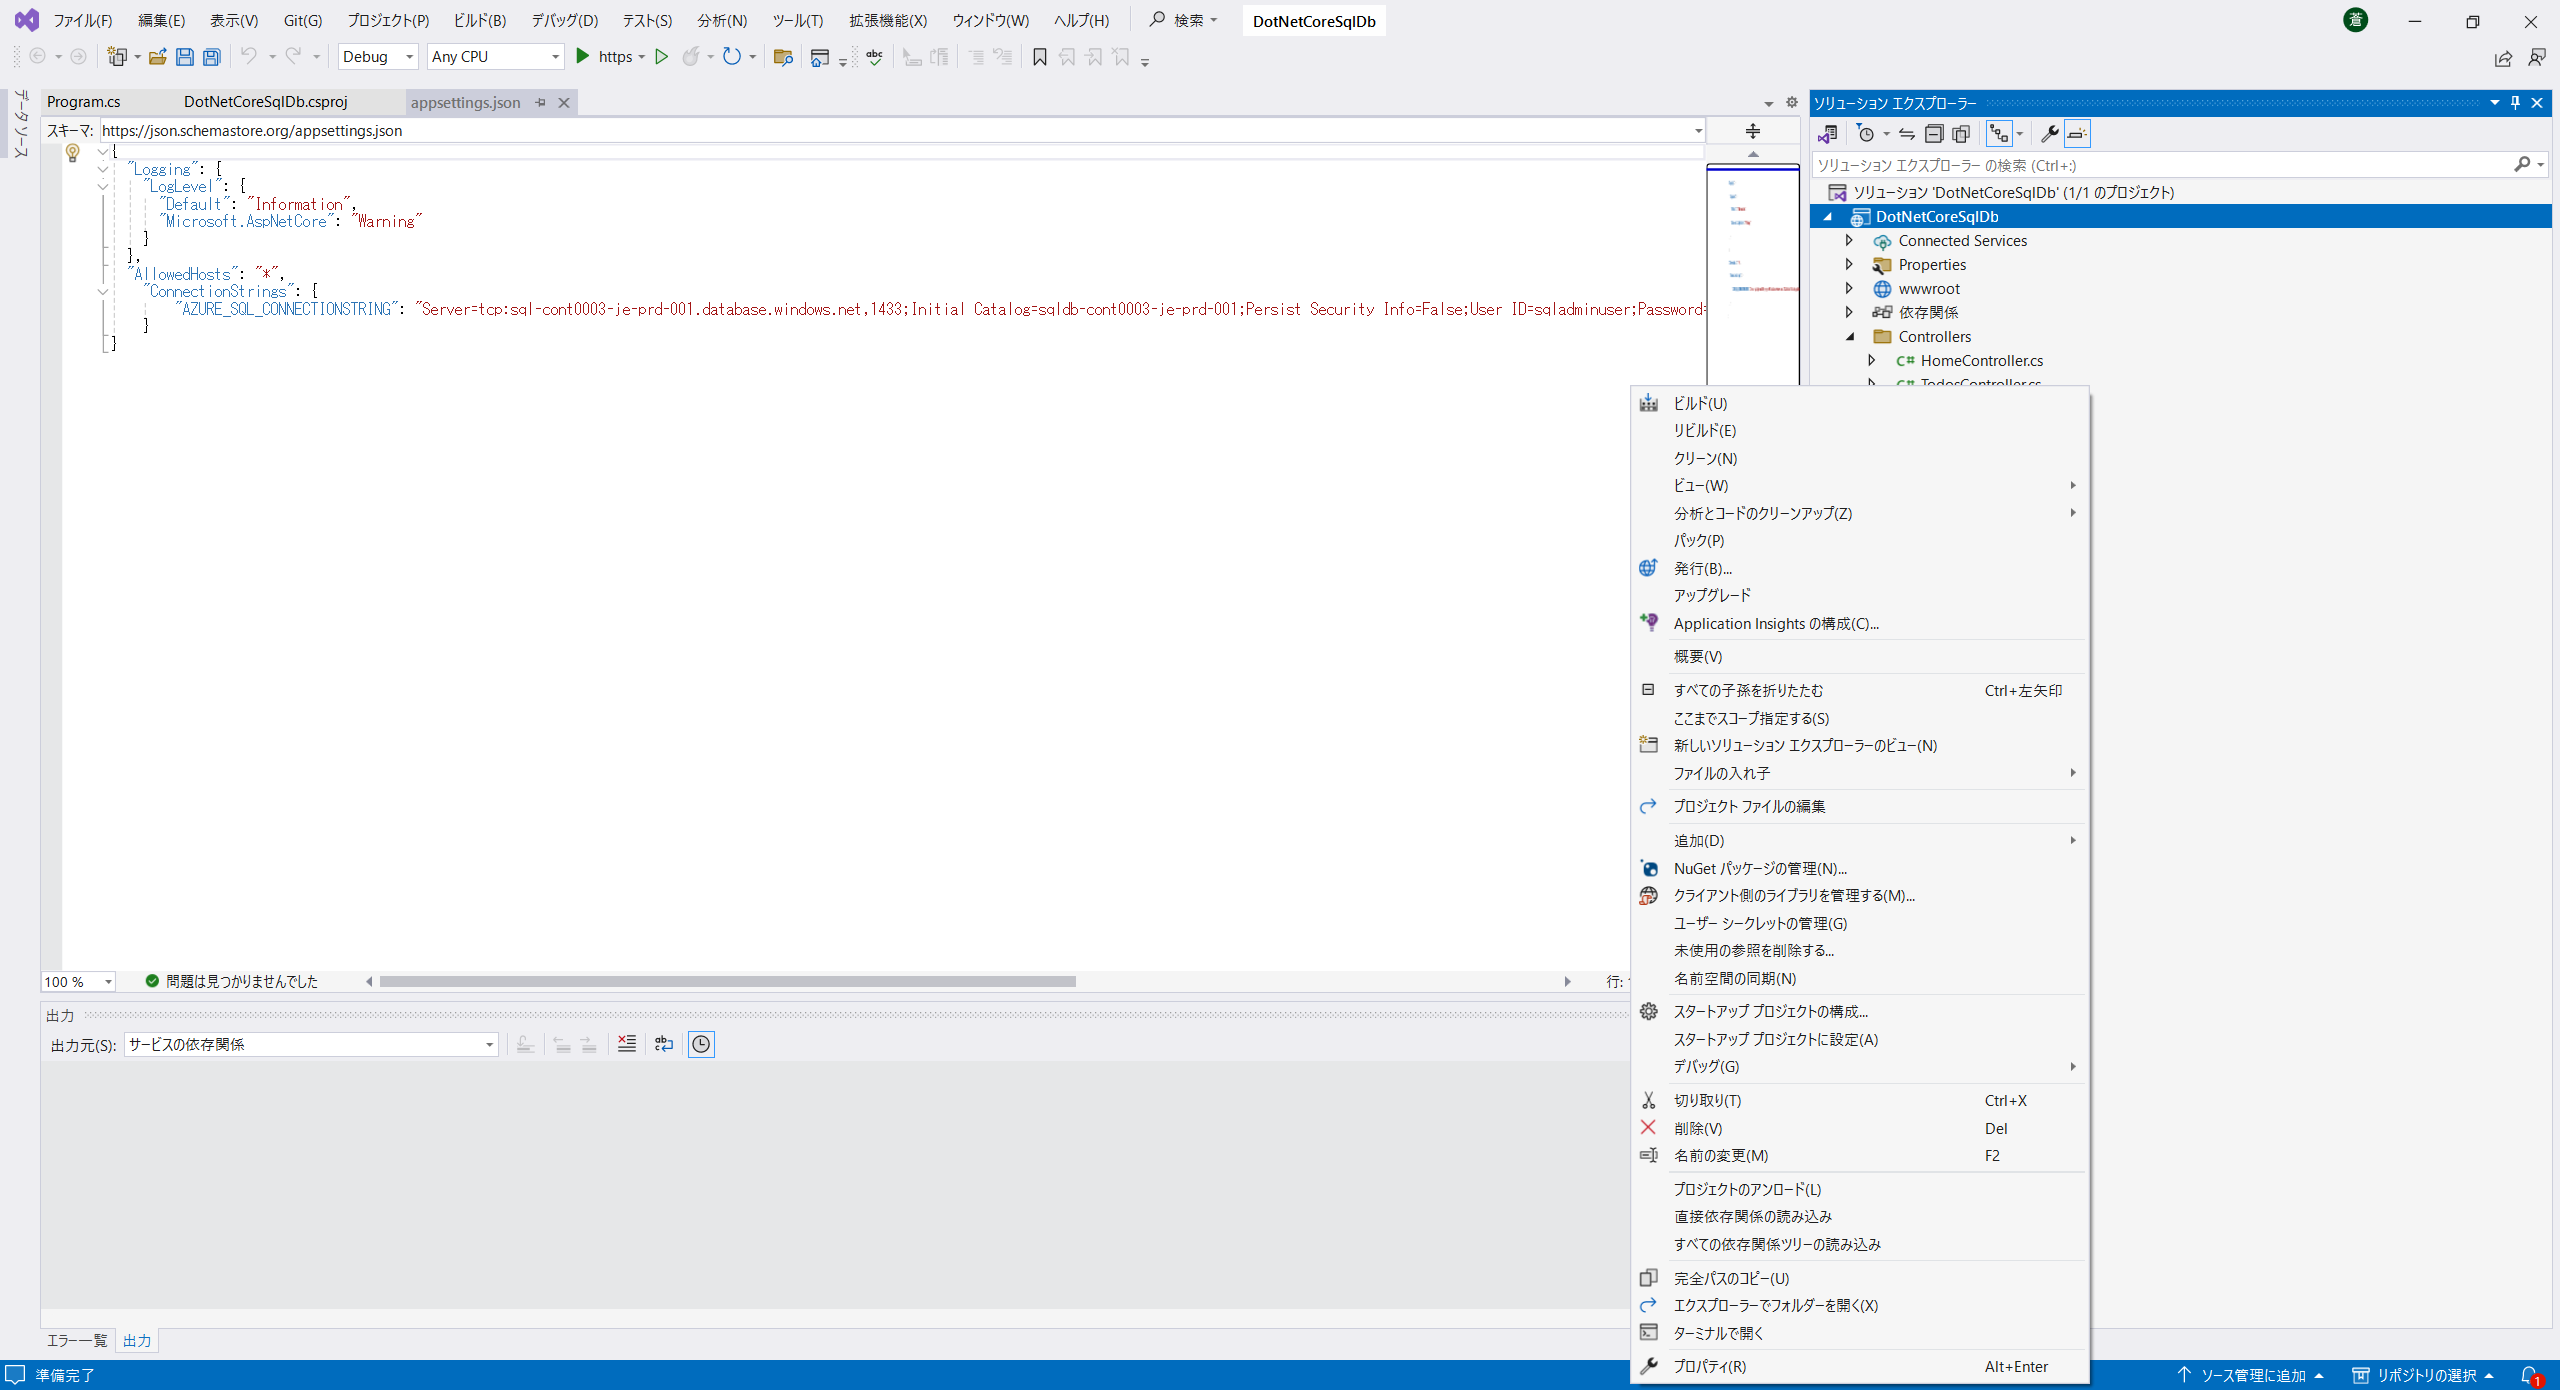 ファイル(F) 編集(E) 表示(V) Git(G) プロジェクト(P) ビルド(B) デバッグ(D) テスト(S) 分析(N) ツール(T) 拡張機能(X) ウィンドウ(W) ヘルプ(H) 検索 DotNetCoreSqlDb 蒼
Debug Any CPU https
データ ソース
Program.cs DotNetCoreSqlDb.csproj appsettings.json
スキーマ: https://json.schemastore.org/appsettings.json
{
"Logging": {
"LogLevel": {
"Default": "Information",
"Microsoft.AspNetCore": "Warning"
}
},
"AllowedHosts": "*",
"ConnectionStrings": {
"AZURE_SQL_CONNECTIONSTRING": "Server=tcp:sql-cont0003-je-prd-001.database.windows.net,1433;Initial Catalog=sqldb-cont0003-je-prd-001;Persist Security Info=False;User ID=sqladminuser;Password=
}
}
100 % 問題は見つかりませんでした 行:
出力
出力元(S): サービスの依存関係
エラー一覧 出力
準備完了
ソリューション エクスプローラー
ソリューション エクスプローラー の検索 (Ctrl+:)
ソリューション 'DotNetCoreSqlDb' (1/1 のプロジェクト)
DotNetCoreSqlDb
Connected Services
Properties
wwwroot
依存関係
Controllers
C# HomeController.cs
C# TodosController.cs
ビルド(U)
リビルド(E)
クリーン(N)
ビュー(W)
分析とコードのクリーンアップ(Z)
パック(P)
発行(B)...
アップグレード
Application Insights の構成(C)...
概要(V)
すべての子孫を折りたたむ Ctrl+左矢印
ここまでスコープ指定する(S)
新しいソリューション エクスプローラーのビュー(N)
ファイルの入れ子
プロジェクト ファイルの編集
追加(D)
NuGet パッケージの管理(N)...
クライアント側のライブラリを管理する(M)...
ユーザー シークレットの管理(G)
未使用の参照を削除する...
名前空間の同期(N)
スタートアップ プロジェクトの構成...
スタートアップ プロジェクトに設定(A)
デバッグ(G)
切り取り(T) Ctrl+X
削除(V) Del
名前の変更(M) F2
プロジェクトのアンロード(L)
直接依存関係の読み込み
すべての依存関係ツリーの読み込み
完全パスのコピー(U)
エクスプローラーでフォルダーを開く(X)
ターミナルで開く
プロパティ(R) Alt+Enter
ソース管理に追加 リポジトリの選択 1